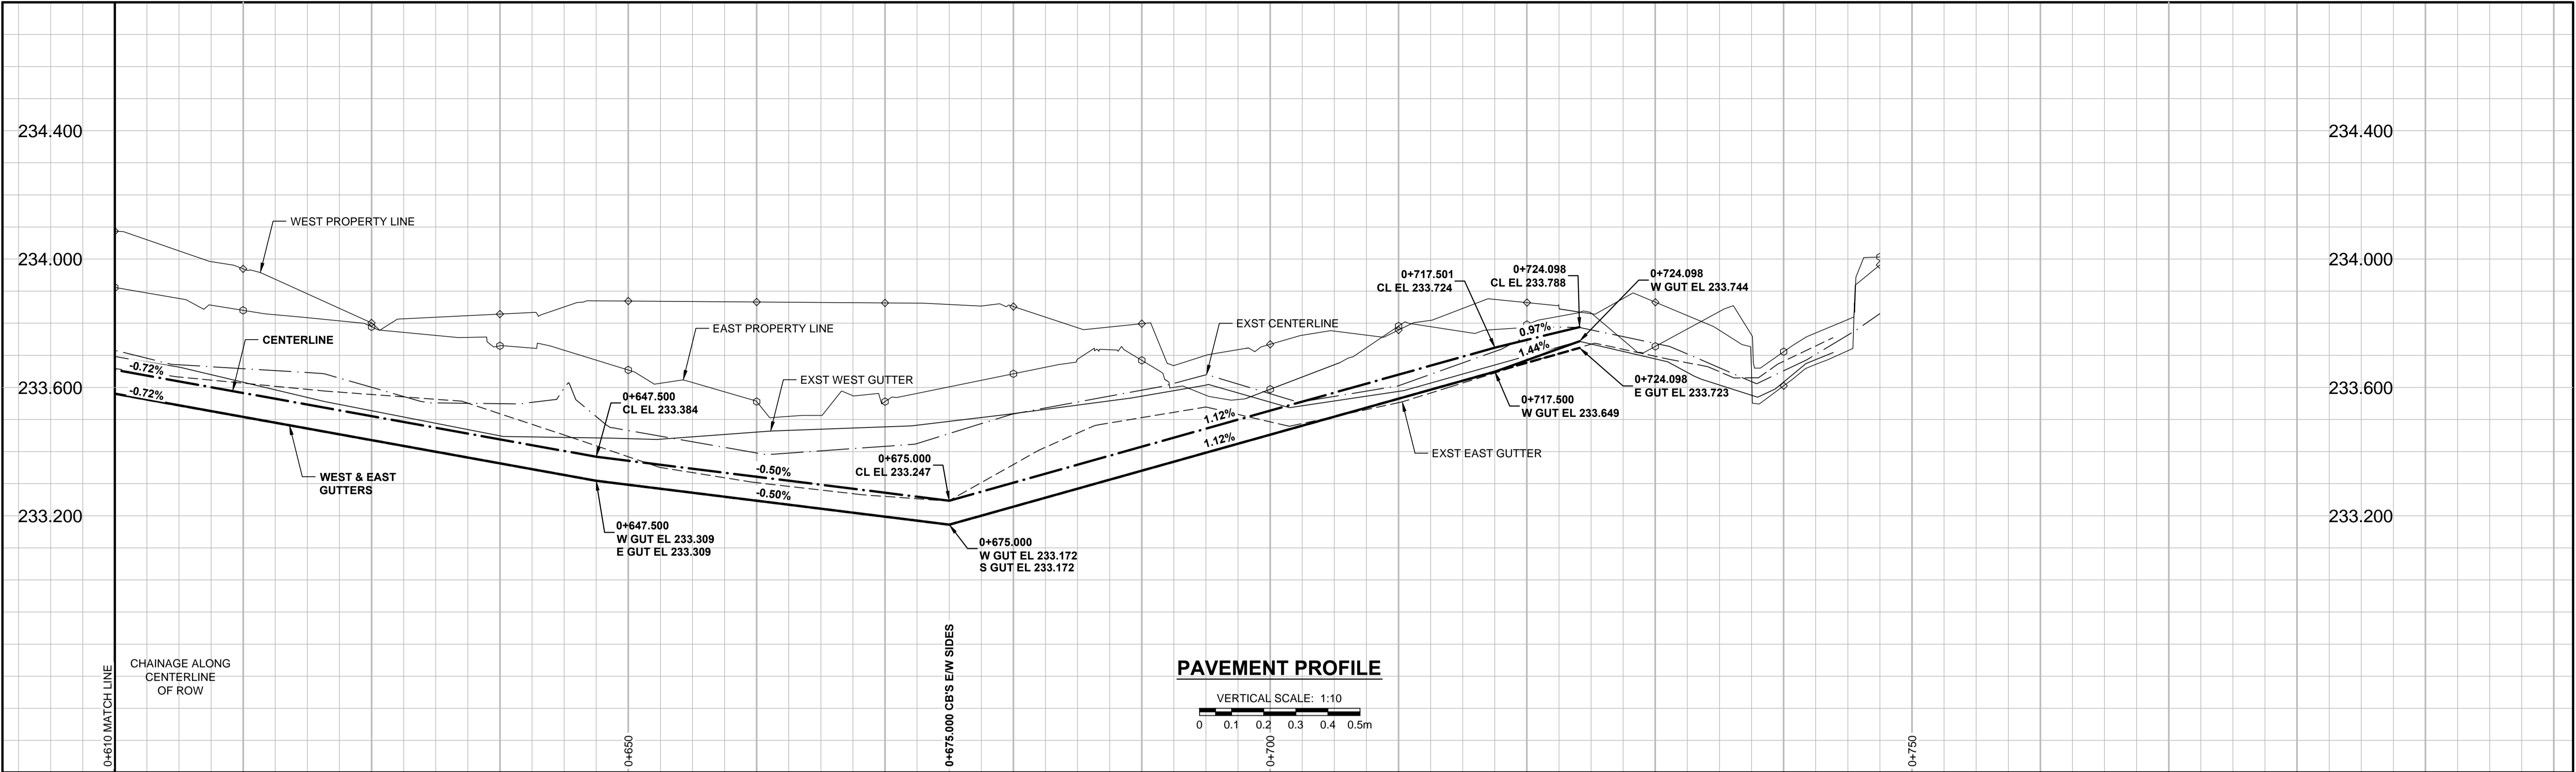 234.400
234.400
WEST PROPERTY LINE
234.000
234.000
0+717.501
CL EL 233.724
0+724.098
CL EL 233.788
0+724.098
W GUT EL 233.744
EAST PROPERTY LINE
EXST CENTERLINE
CENTERLINE
0.97%
1.44%
-0.72%
-0.72%
233.600
233.600
EXST WEST GUTTER
0+647.500
CL EL 233.384
0+724.098
E GUT EL 233.723
0+717.500
W GUT EL 233.649
1.12%
1.12%
EXST EAST GUTTER
0+675.000
CL EL 233.247
-0.50%
-0.50%
WEST & EAST
GUTTERS
233.200
233.200
0+647.500
W GUT EL 233.309
E GUT EL 233.309
0+675.000
W GUT EL 233.172
S GUT EL 233.172
0+610 MATCH LINE
CHAINAGE ALONG
CENTERLINE
OF ROW
0+650
0+675.000 CB'S E/W SIDES
PAVEMENT PROFILE
VERTICAL SCALE: 1:10
0 0.1 0.2 0.3 0.4 0.5m
0+700
0+750